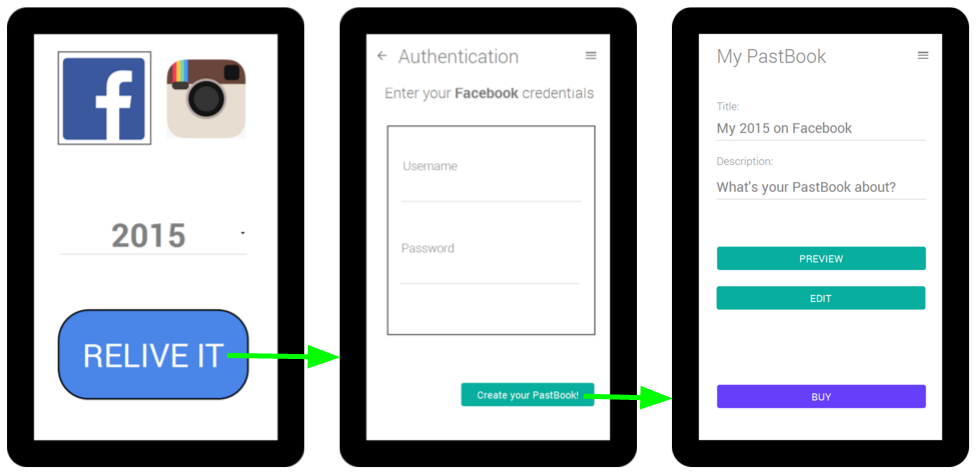 2015
RELIVE IT
Authentication
Enter your Facebook credentials
Username
Password
Create your PastBook!
My PastBook
Title:
My 2015 on Facebook
Description:
What's your PastBook about?
PREVIEW
EDIT
BUY